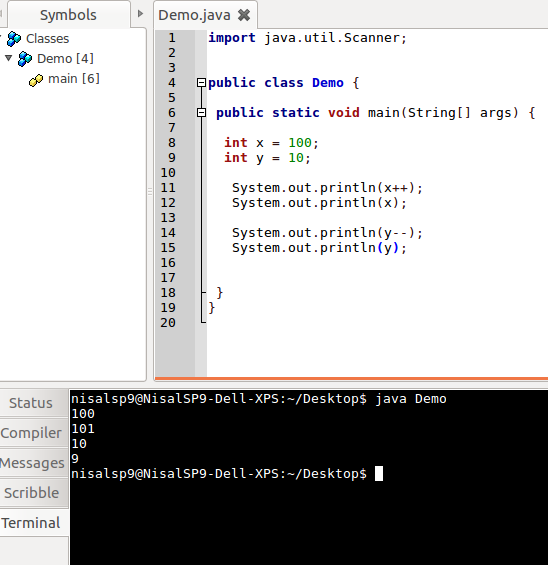 Symbols
Classes
Demo [4]
main [6]
Demo.java
1 import java.util.Scanner;
2
3
4 public class Demo {
5
6 public static void main(String[] args) {
7
8 int x = 100;
9 int y = 10;
10
11 System.out.println(x++);
12 System.out.println(x);
13
14 System.out.println(y--);
15 System.out.println(y);
16
17
18 }
19 }
20
Status
Compiler
Messages
Scribble
Terminal
nisalsp9@NisalSP9-Dell-XPS:~/Desktop$ java Demo
100
101
10
9
nisalsp9@NisalSP9-Dell-XPS:~/Desktop$